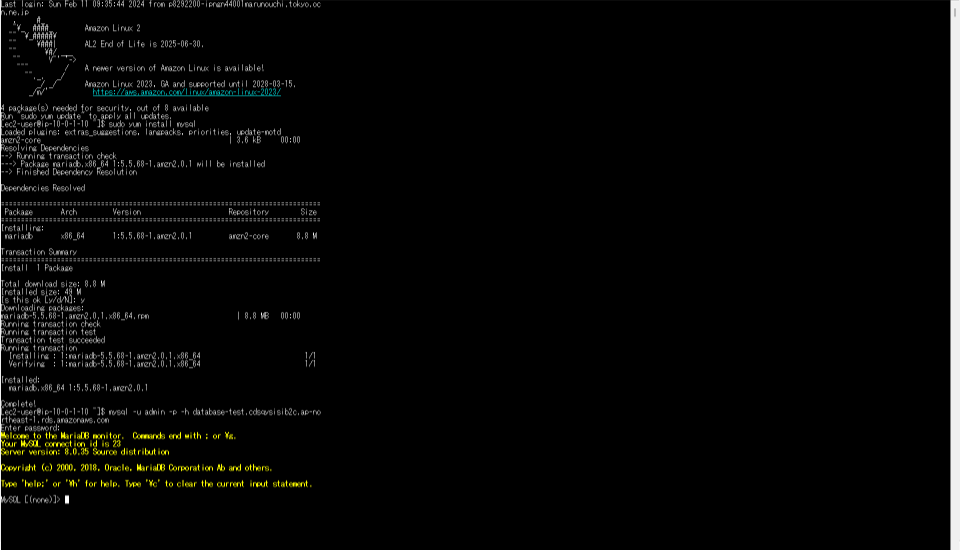 Last login: Sun Feb 11 09:35:44 2024 from p8292200-ipngn44001marunouchi.tokyo.oc
n.ne.jp
Amazon Linux 2
AL2 End of Life is 2025-06-30.
A newer version of Amazon Linux is available!
Amazon Linux 2023, GA and supported until 2028-03-15.
https://aws.amazon.com/linux/amazon-linux-2023/
4 package(s) needed for security, out of 8 available
Run "sudo yum update" to apply all updates.
[ec2-user@ip-10-0-1-10 ~]$ sudo yum install mysql
Loaded plugins: extras_suggestions, langpacks, priorities, update-motd
amzn2-core | 3.6 kB 00:00
Resolving Dependencies
--> Running transaction check
---> Package mariadb.x86_64 1:5.5.68-1.amzn2.0.1 will be installed
--> Finished Dependency Resolution
Dependencies Resolved
================================================================================
Package Arch Version Repository Size
================================================================================
Installing:
mariadb x86_64 1:5.5.68-1.amzn2.0.1 amzn2-core 8.8 M
Transaction Summary
================================================================================
Install 1 Package
Total download size: 8.8 M
Installed size: 49 M
Is this ok [y/d/N]: y
Downloading packages:
mariadb-5.5.68-1.amzn2.0.1.x86_64.rpm | 8.8 MB 00:00
Running transaction check
Running transaction test
Transaction test succeeded
Running transaction
Installing : 1:mariadb-5.5.68-1.amzn2.0.1.x86_64 1/1
Verifying : 1:mariadb-5.5.68-1.amzn2.0.1.x86_64 1/1
Installed:
mariadb.x86_64 1:5.5.68-1.amzn2.0.1
Complete!
[ec2-user@ip-10-0-1-10 ~]$ mysql -u admin -p -h database-test.cdsqysisib2c.ap-no
rtheast-1.rds.amazonaws.com
Enter password:
Welcome to the MariaDB monitor. Commands end with ; or ¥g.
Your MySQL connection id is 23
Server version: 8.0.35 Source distribution
Copyright (c) 2000, 2018, Oracle, MariaDB Corporation Ab and others.
Type 'help;' or '¥h' for help. Type '¥c' to clear the current input statement.
MySQL [(none)]>